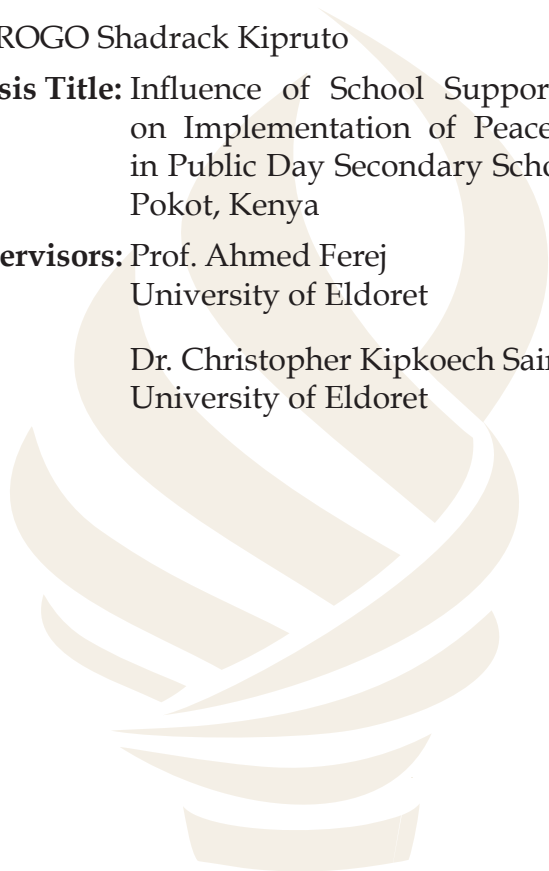 ROGO Shadrack Kipruto
sis Title: Influence of School Suppor
on Implementation of Peace
in Public Day Secondary Scho
Pokot, Kenya
ervisors: Prof. Ahmed Ferej
University of Eldoret
Dr. Christopher Kipkoech Sai
University of Eldoret